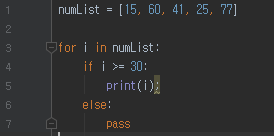 1 numList = [15, 60, 41, 25, 77]
2
3 for i in numList:
4     if i >= 30:
5         print(i);
6     else:
7         pass